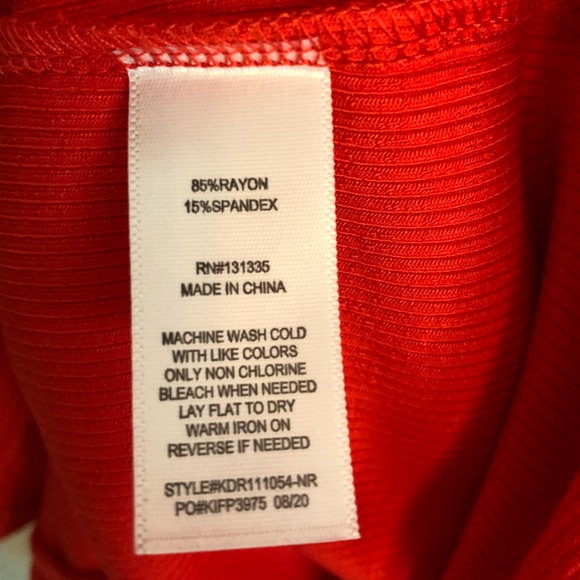 85%RAYON
15%SPANDEX
RN#131335
MADE IN CHINA
MACHINE WASH COLD
WITH LIKE COLORS
ONLY NON CHLORINE
BLEACH WHEN NEEDED
LAY FLAT TO DRY
WARM IRON ON
REVERSE IF NEEDED
STYLE#KDR111054-NR
PO#KIFP3975 08/20